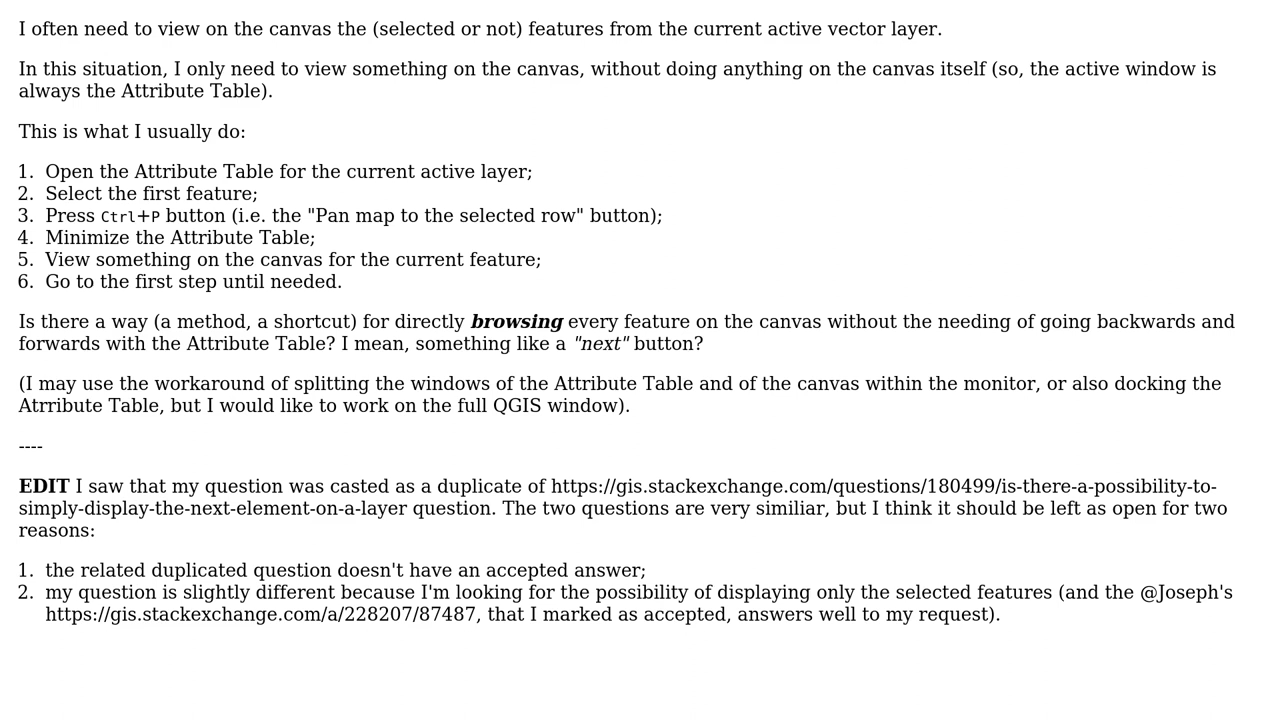 I often need to view on the canvas the (selected or not) features from the current active vector layer.
In this situation, I only need to view something on the canvas, without doing anything on the canvas itself (so, the active window is
always the Attribute Table).
This is what I usually do:
1. Open the Attribute Table for the current active layer;
2. Select the first feature;
3. Press Ctrl+P button (i.e. the "Pan map to the selected row" button);
4. Minimize the Attribute Table;
5. View something on the canvas for the current feature;
6. Go to the first step until needed.
Is there a way (a method, a shortcut) for directly browsing every feature on the canvas without the needing of going backwards and
forwards with the Attribute Table? I mean, something like a "next" button?
(I may use the workaround of splitting the windows of the Attribute Table and of the canvas within the monitor, or also docking the
Atrribute Table, but I would like to work on the full QGIS window).
----
EDIT I saw that my question was casted as a duplicate of https://gis.stackexchange.com/questions/180499/is-there-a-possibility-to-
simply-display-the-next-element-on-a-layer question. The two questions are very similiar, but I think it should be left as open for two
reasons:
1. the related duplicated question doesn't have an accepted answer;
2. my question is slightly different because I'm looking for the possibility of displaying only the selected features (and the @Joseph's
https://gis.stackexchange.com/a/228207/87487, that I marked as accepted, answers well to my request).